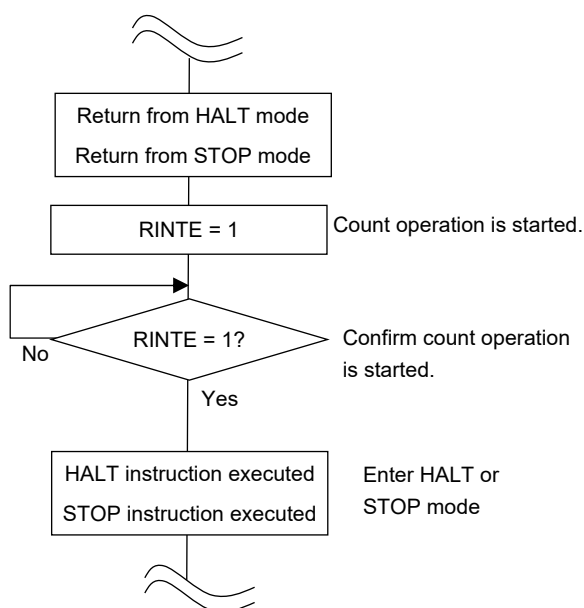 Return from HALT mode
Return from STOP mode
RINTE = 1
Count operation is started.
RINTE = 1?
Confirm count operation
is started.
No
Yes
HALT instruction executed
STOP instruction executed
Enter HALT or
STOP mode